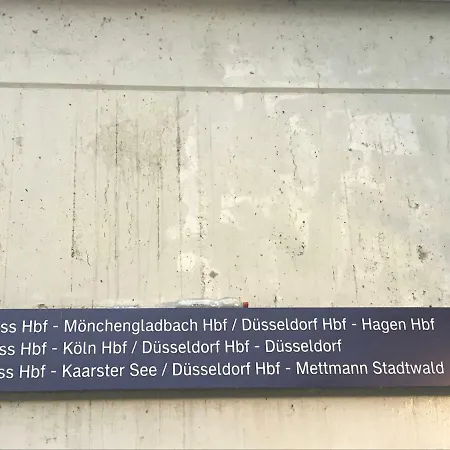 ss Hbf - Mönchengladbach Hbf / Düsseldorf Hbf - Hagen Hbf
ss Hbf - Köln Hbf / Düsseldorf Hbf - Düsseldorf
ss Hbf - Kaarster See / Düsseldorf Hbf - Mettmann Stadtwald